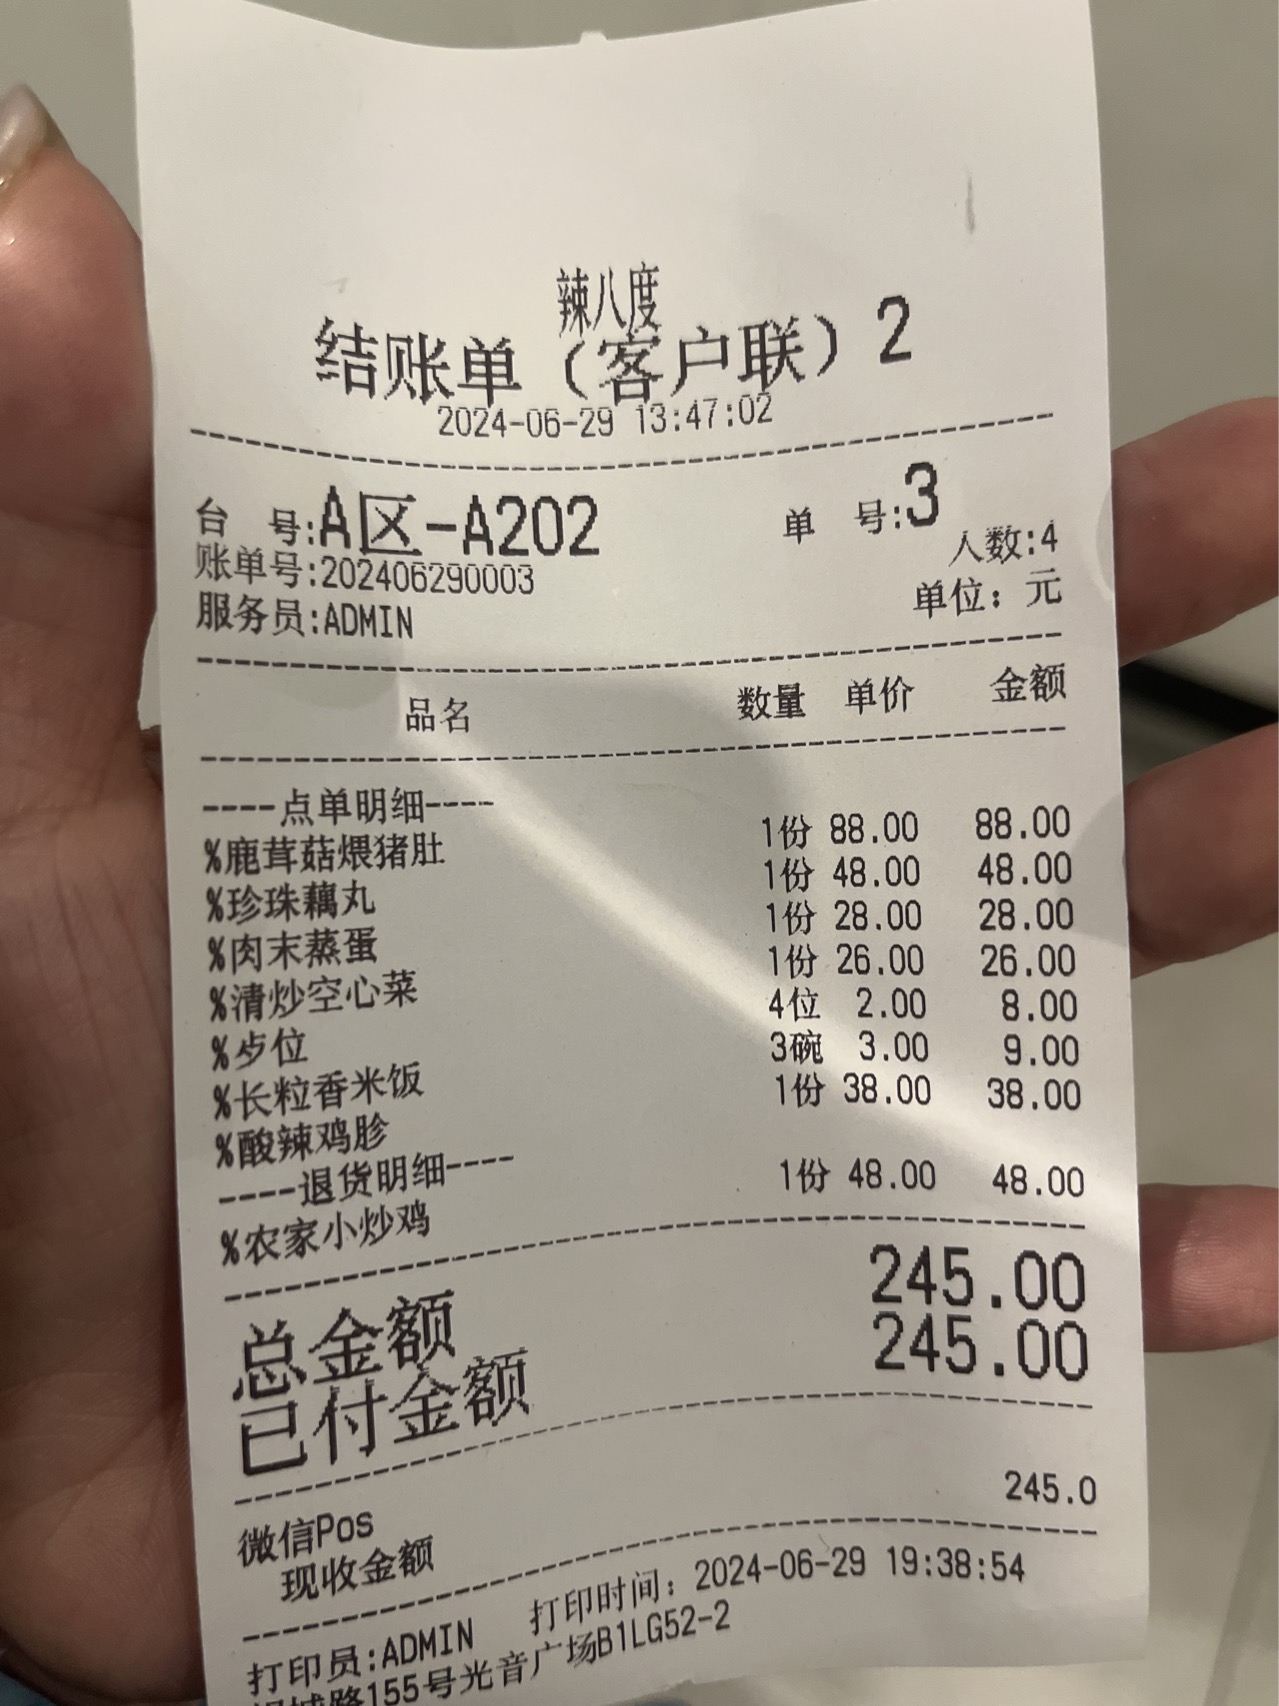 辣八度
结账单（客户联）2
2024-06-29 13:47:02
台 号:A区-A202 单 号:3
账单号:202406290003 人数:4
服务员:ADMIN 单位：元
品名 数量 单价 金额
----点单明细----
%鹿茸菇煨猪肚 1份 88.00 88.00
%珍珠藕丸 1份 48.00 48.00
%肉末蒸蛋 1份 28.00 28.00
%清炒空心菜 1份 26.00 26.00
%歺位 4位 2.00 8.00
%长粒香米饭 3碗 3.00 9.00
%酸辣鸡胗 1份 38.00 38.00
----退货明细----
%农家小炒鸡 1份 48.00 48.00
总金额 245.00
已付金额 245.00
微信Pos 245.0
现收金额
打印员:ADMIN 打印时间：2024-06-29 19:38:54
路155号光音广场B1LG52-2